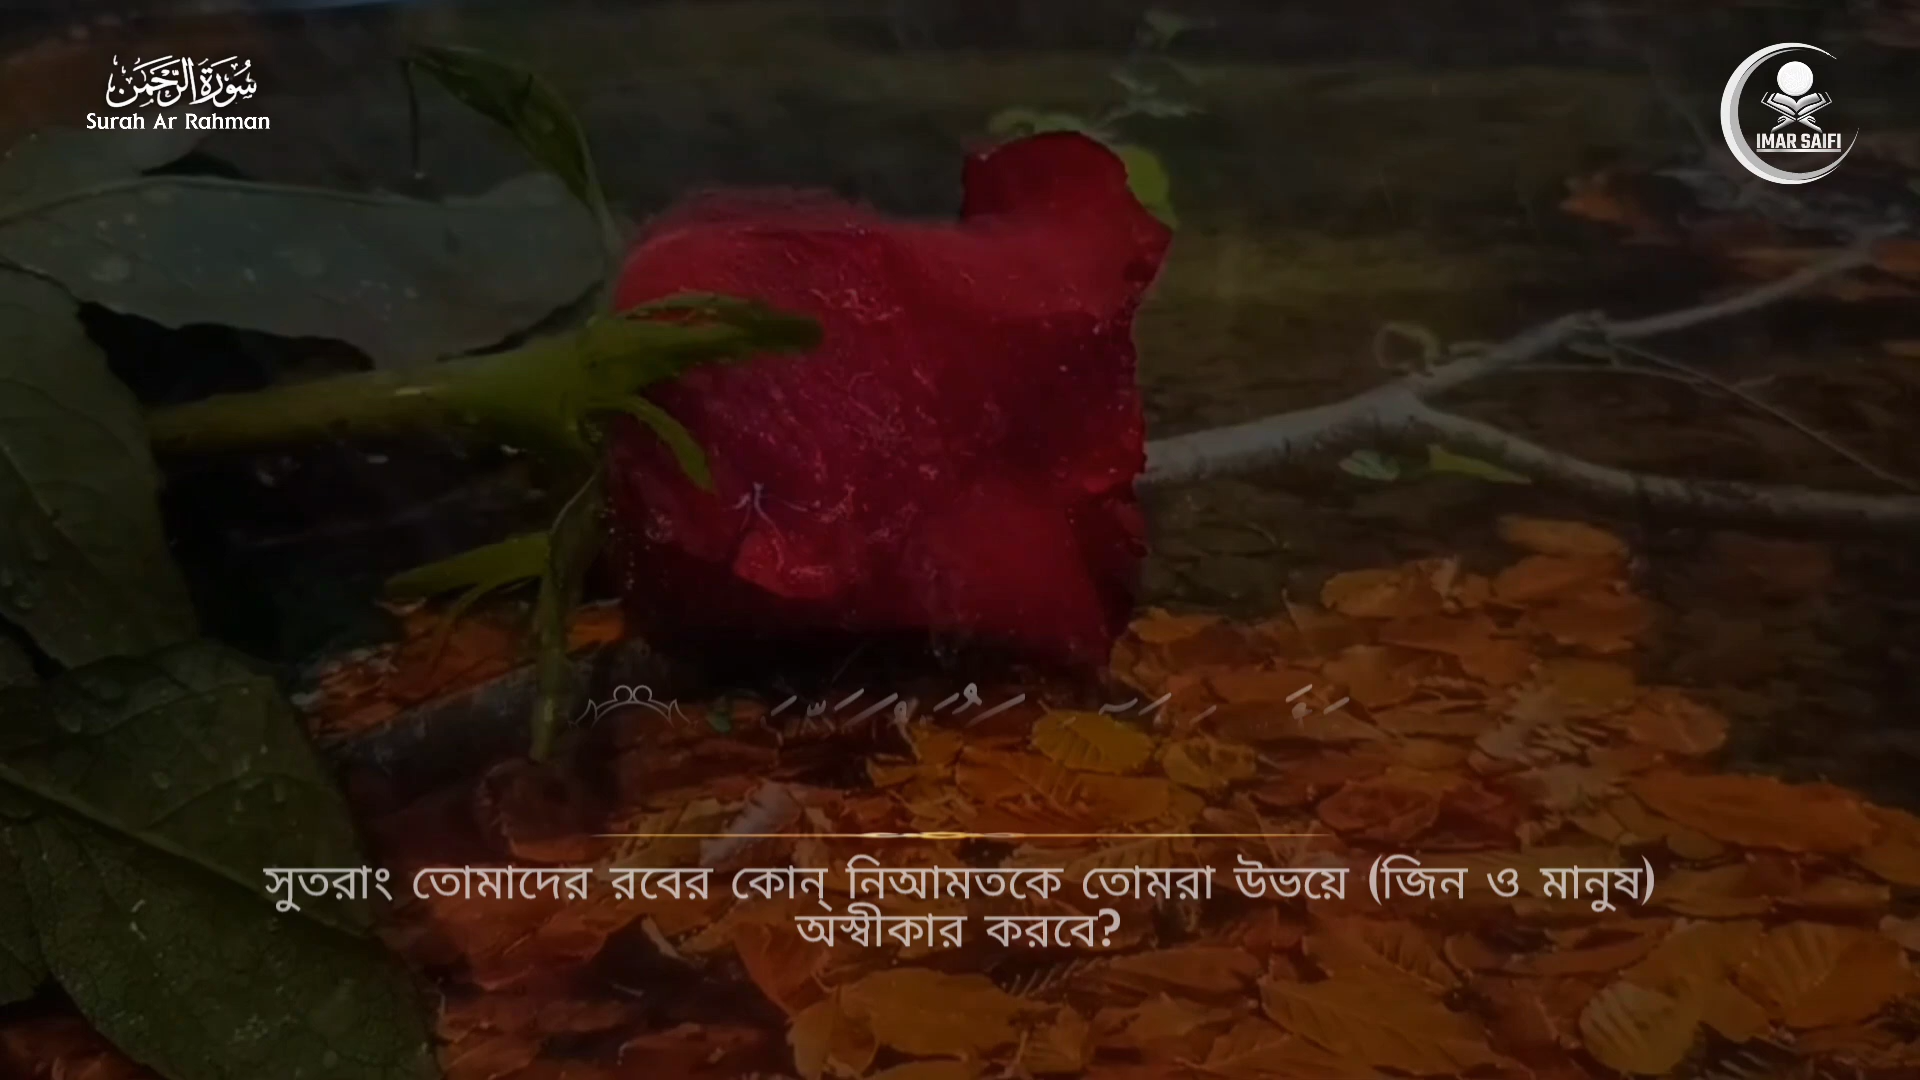 سُورَةُ الرَّحْمَٰن
Surah Ar Rahman
IMAR SAIFI
সুতরাং তোমাদের রবের কোন্ নিআমতকে তোমরা উভয়ে (জিন ও মানুষ)
অস্বীকার করবে?